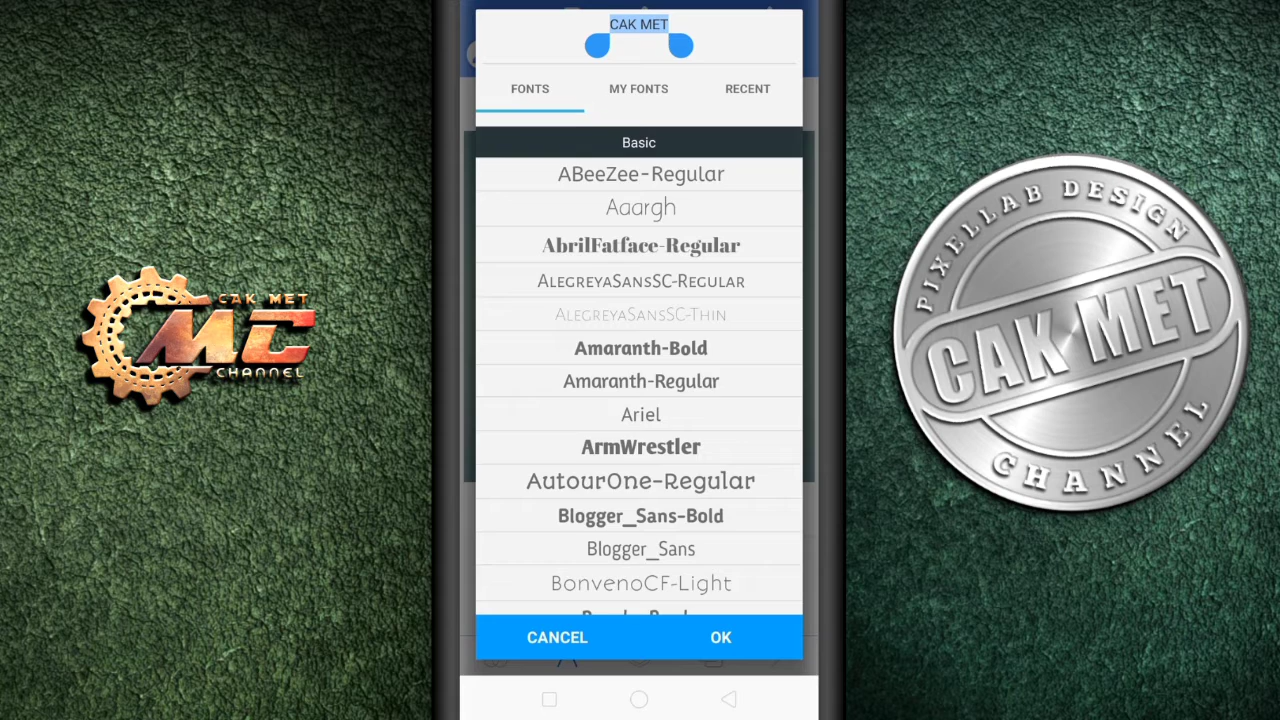 CAK MET
FONTS
MY FONTS
RECENT
Basic
ABeeZee-Regular
Aaargh
AbrilFatface-Regular
AlegreyaSansSC-Regular
AlegreyaSansSC-Thin
Amaranth-Bold
Amaranth-Regular
Ariel
ArmWrestler
AutourOne-Regular
Blogger_Sans-Bold
Blogger_Sans
BonvenoCF-Light
CANCEL
OK
CAK MET
MC
CHANNEL
PIXELLAB DESIGN
CAK MET
CHANNEL